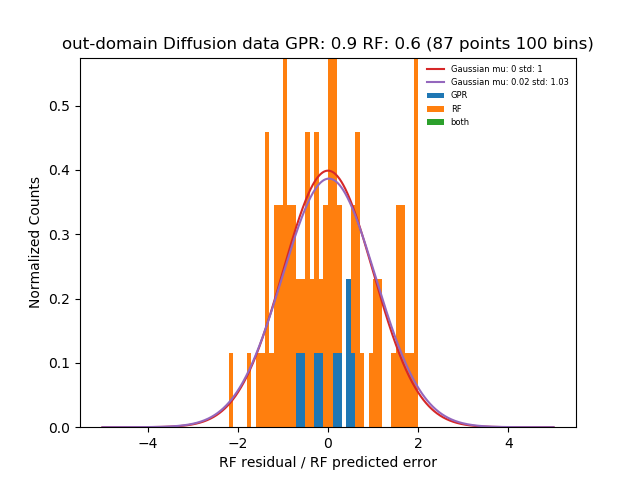 out-domain Diffusion data GPR: 0.9 RF: 0.6 (87 points 100 bins)
Gaussian mu: 0 std: 1
Gaussian mu: 0.02 std: 1.03
GPR
RF
both
Normalized Counts
0.5
0.4
0.3
0.2
0.1
0.0
−4 −2 0 2 4
RF residual / RF predicted error